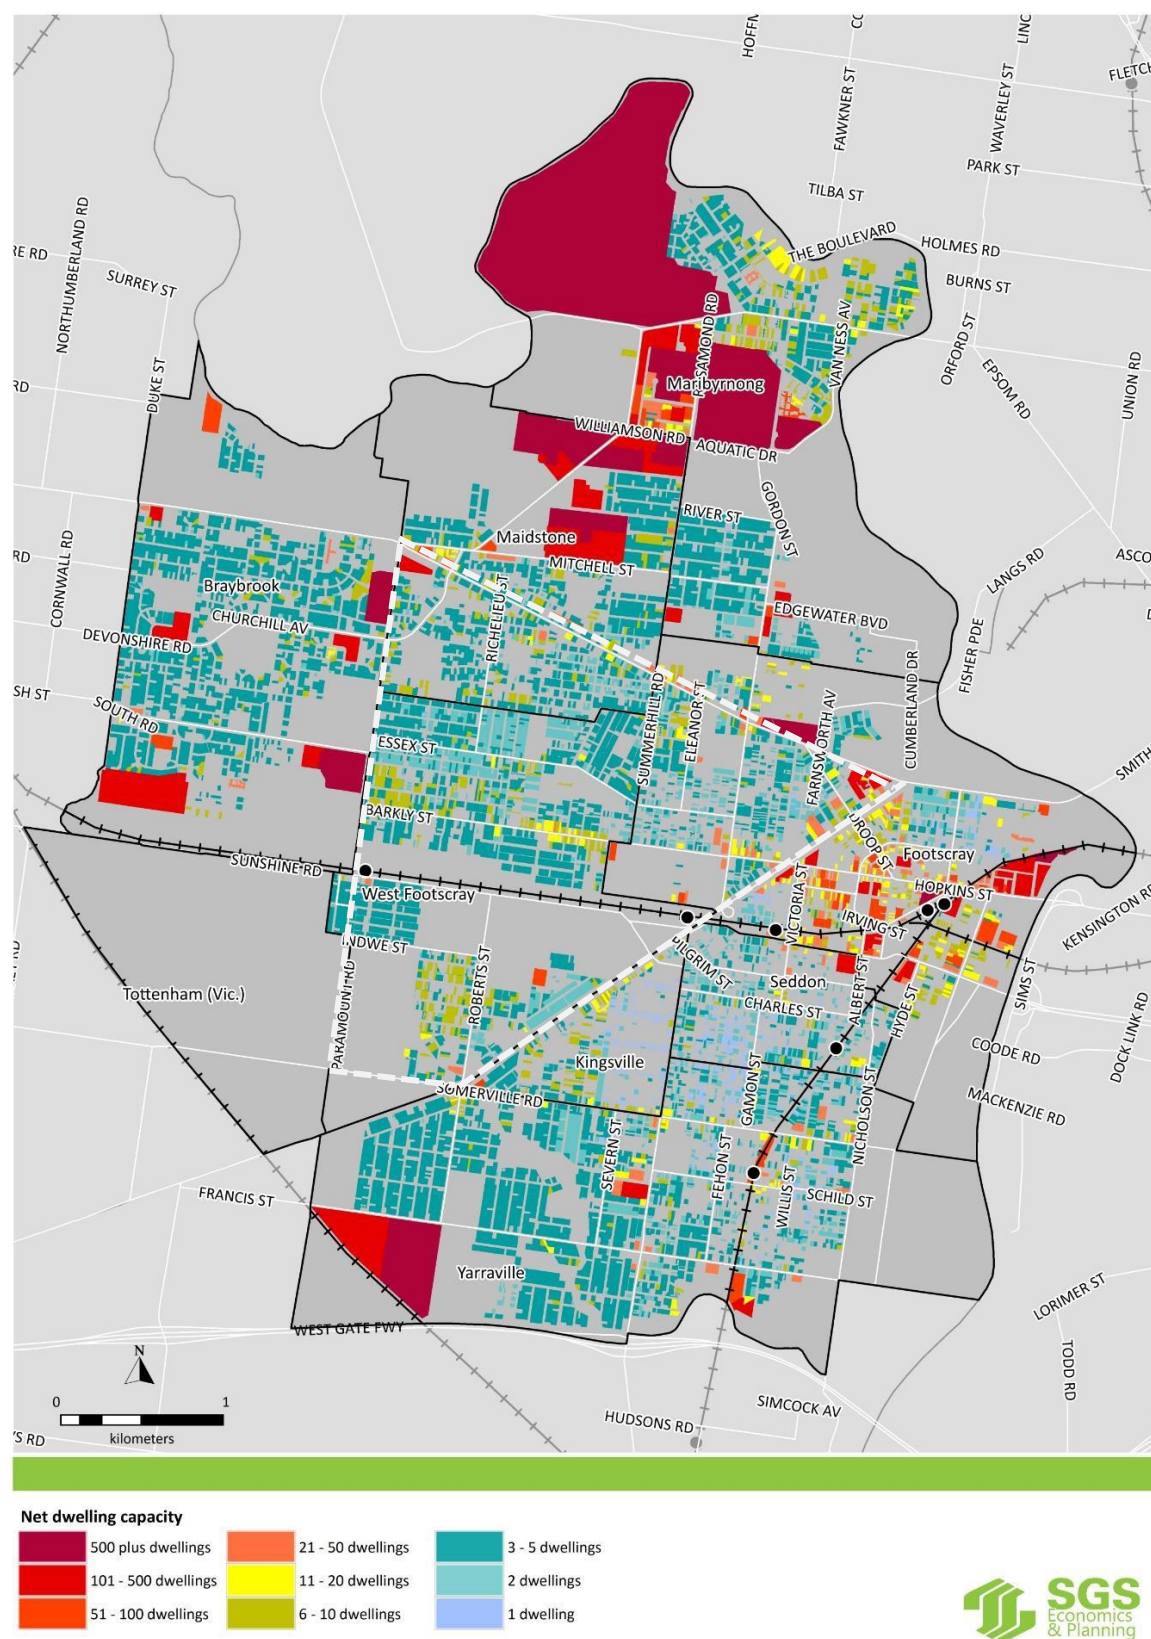 HOFFN
CC
LINC
FLETCH
FAWKNER ST
WAVERLEY ST
PARK ST
TILBA ST
NORTHUMBERLAND RD
THE BOULEVARD
HOLMES RD
RE RD
SURREY ST
BURNS ST
ROSAMOND RD
VAN NESS AV
ORFORD ST
EPSOM RD
UNION RD
RD
DUKE ST
Maribyrnong
WILLIAMSON RD
AQUATIC DR
GORDON ST
RIVER ST
CORNWALL RD
RD
Maidstone
MITCHELL ST
LANGS RD
ASCO
Braybrook
RICHELIEU ST
CHURCHILL AV
EDGEWATER BVD
DEVONSHIRE RD
FISHER PDE
CUMBERLAND DR
SH ST
SOUTH RD
SUMMERHILL RD
ELEANOR ST
FARNSWORTH AV
ESSEX ST
SMITH
BARKLY ST
DROOP ST
Footscray
SUNSHINE RD
West Footscray
VICTORIA ST
HOPKINS ST
IRVING ST
KENSINGTON RD
INDWE ST
PILGRIM ST
Seddon
Tottenham (Vic.)
ROBERTS ST
CHARLES ST
ALBERT ST
HYDE ST
SIMS ST
PARAMOUNT RD
Kingsville
COODE RD
DOCK LINK RD
SOMERVILLE RD
GAMON ST
NICHOLSON ST
MACKENZIE RD
SEVERN ST
FEHON ST
WILLIS ST
SCHILD ST
FRANCIS ST
Yarraville
LORIMER ST
WEST GATE FWY
TODD RD
N
0 1
kilometers
SIMCOCK AV
HUDSONS RD
'S RD
Net dwelling capacity
500 plus dwellings
101 - 500 dwellings
51 - 100 dwellings
21 - 50 dwellings
11 - 20 dwellings
6 - 10 dwellings
3 - 5 dwellings
2 dwellings
1 dwelling
SGS
Economics
& Planning